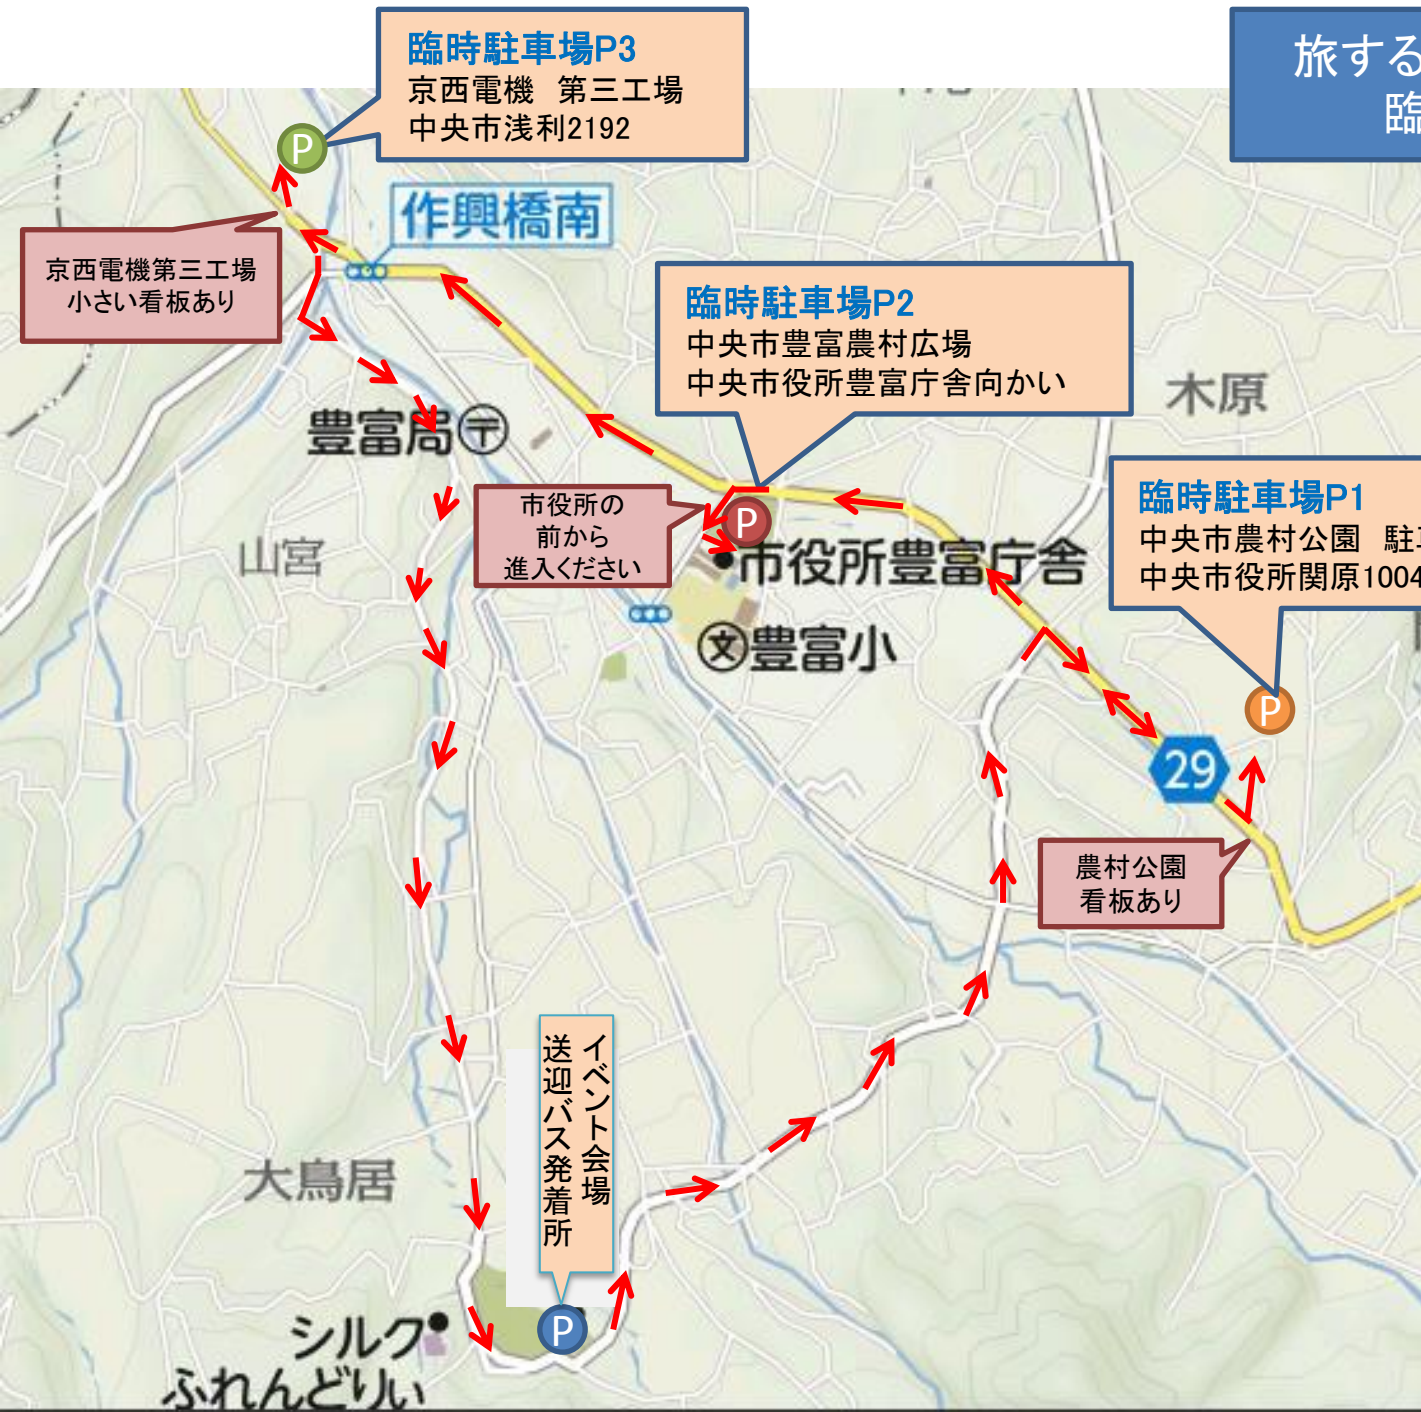 臨時駐車場P3
京西電機　第三工場
中央市浅利2192
旅する
臨
P
作興橋南
京西電機第三工場
小さい看板あり
臨時駐車場P2
中央市豊富農村広場
中央市役所豊富庁舎向かい
木原
豊富局〒
臨時駐車場P1
中央市農村公園　駐
中央市役所関原1004
市役所の
前から
進入ください
P
山宮
市役所豊富庁舎
文豊富小
P
29
農村公園
看板あり
イベント会場
送迎バス発着所
大鳥居
P
シルク
ふれんどりぃ